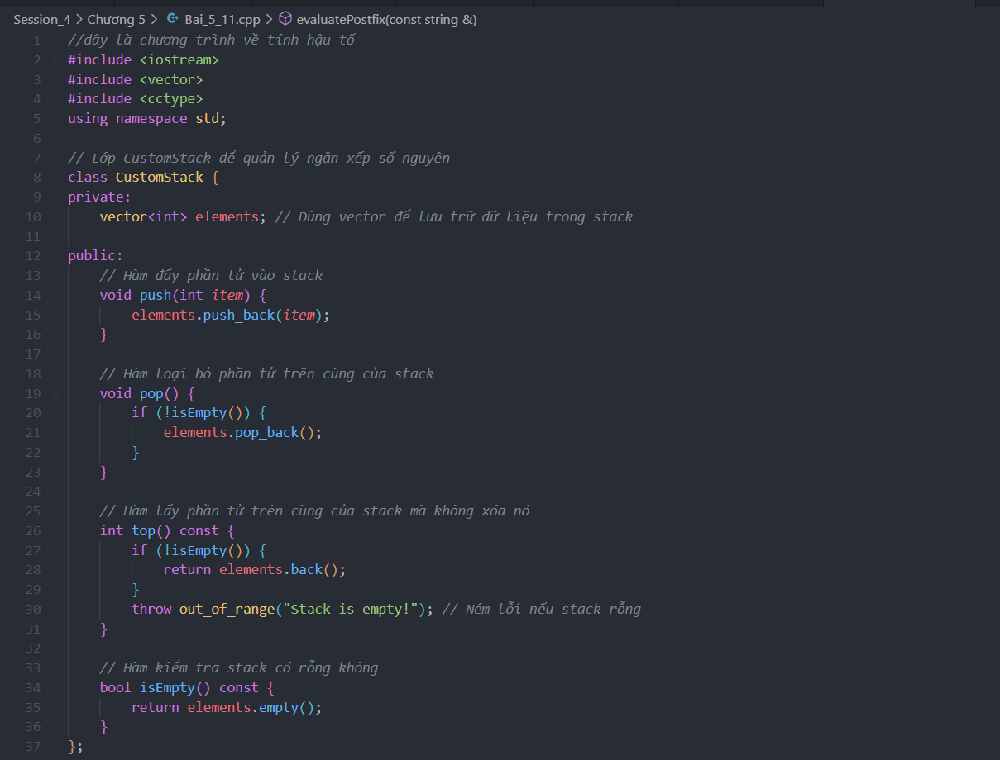 Session_4 > Chương 5 > Bai_5_11.cpp > evaluatePostfix(const string &)
1 //đây là chương trình về tính hậu tố
2 #include <iostream>
3 #include <vector>
4 #include <cctype>
5 using namespace std;
6
7 // Lớp CustomStack để quản lý ngăn xếp số nguyên
8 class CustomStack {
9 private:
10     vector<int> elements; // Dùng vector để lưu trữ dữ liệu trong stack
11
12 public:
13     // Hàm đẩy phần tử vào stack
14     void push(int item) {
15         elements.push_back(item);
16     }
17
18     // Hàm loại bỏ phần tử trên cùng của stack
19     void pop() {
20         if (!isEmpty()) {
21             elements.pop_back();
22         }
23     }
24
25     // Hàm lấy phần tử trên cùng của stack mà không xóa nó
26     int top() const {
27         if (!isEmpty()) {
28             return elements.back();
29         }
30         throw out_of_range("Stack is empty!"); // Ném lỗi nếu stack rỗng
31     }
32
33     // Hàm kiểm tra stack có rỗng không
34     bool isEmpty() const {
35         return elements.empty();
36     }
37 };